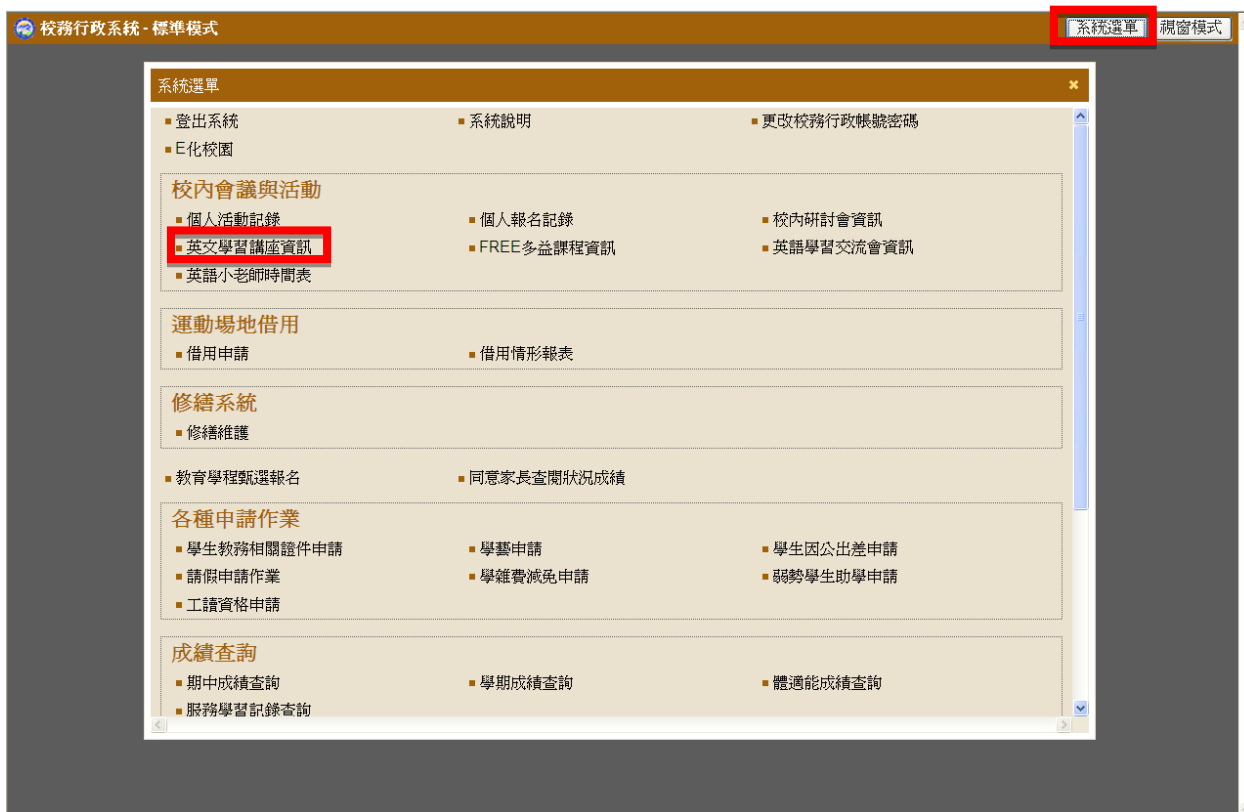 校務行政系統 - 標準模式 系統選單 視窗模式
系統選單
登出系統 系統說明 更改校務行政帳號密碼
E化校園
校內會議與活動
個人活動記錄 個人報名記錄 校內研討會資訊
英文學習講座資訊 FREE多益課程資訊 英語學習交流會資訊
英語小老師時間表
運動場地借用
借用申請 借用情形報表
修繕系統
修繕維護
教育學程甄選報名 同意家長查閱狀況成績
各種申請作業
學生教務相關證件申請 學藝申請 學生因公出差申請
請假申請作業 學雜費減免申請 弱勢學生助學申請
工讀資格申請
成績查詢
期中成績查詢 學期成績查詢 體適能成績查詢
服務學習記錄查詢